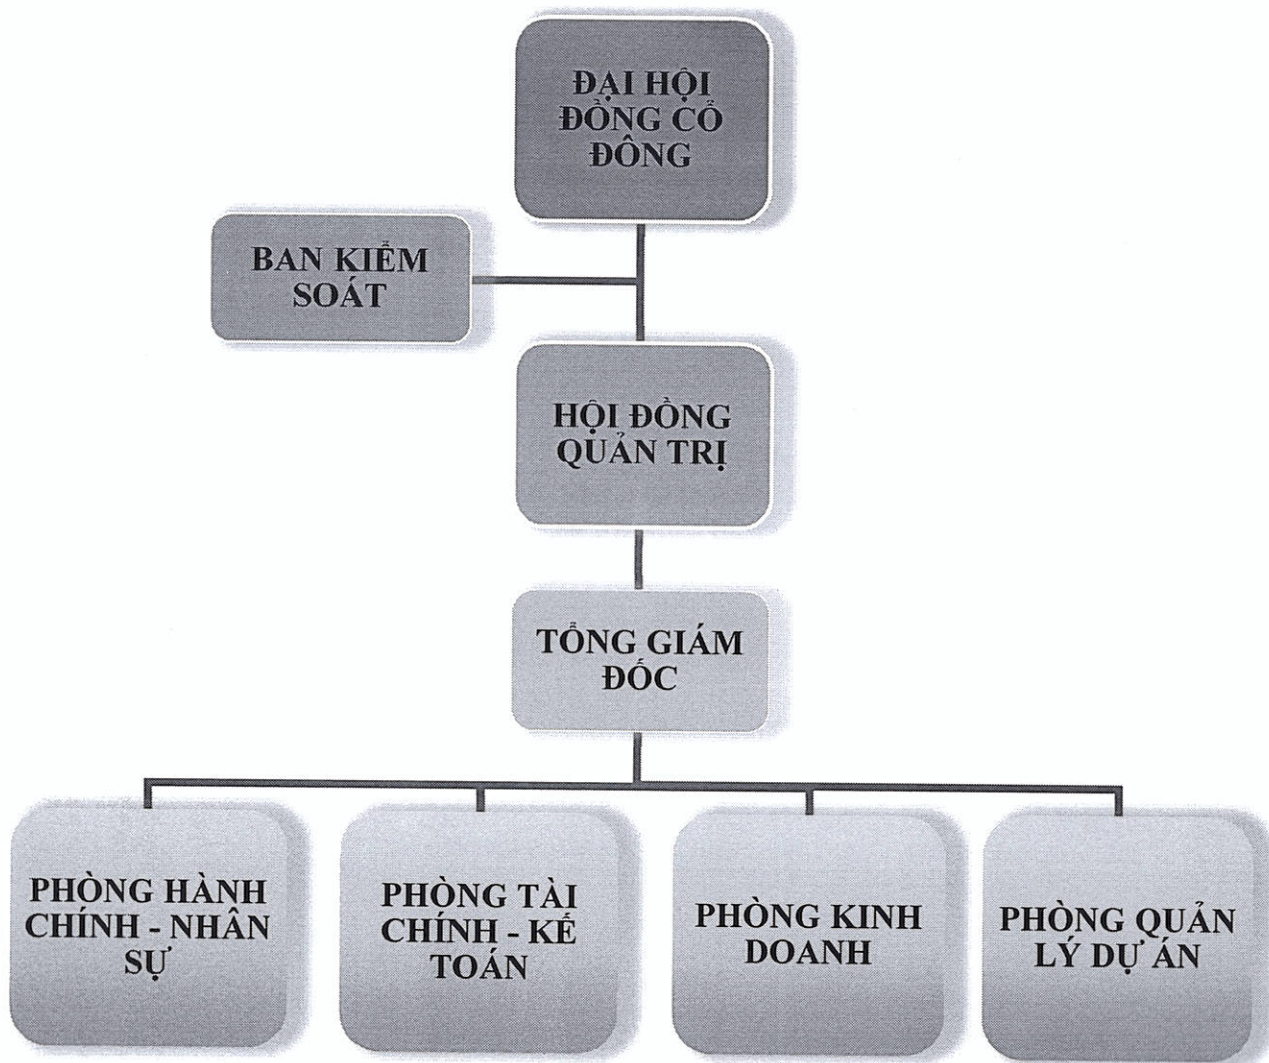 ĐẠI HỘI
ĐỒNG CỔ
ĐÔNG
BAN KIỂM
SOÁT
HỘI ĐỒNG
QUẢN TRỊ
TỔNG GIÁM
ĐỐC
PHÒNG HÀNH
CHÍNH - NHÂN
SỰ
PHÒNG TÀI
CHÍNH - KẾ
TOÁN
PHÒNG KINH
DOANH
PHÒNG QUẢN
LÝ DỰ ÁN